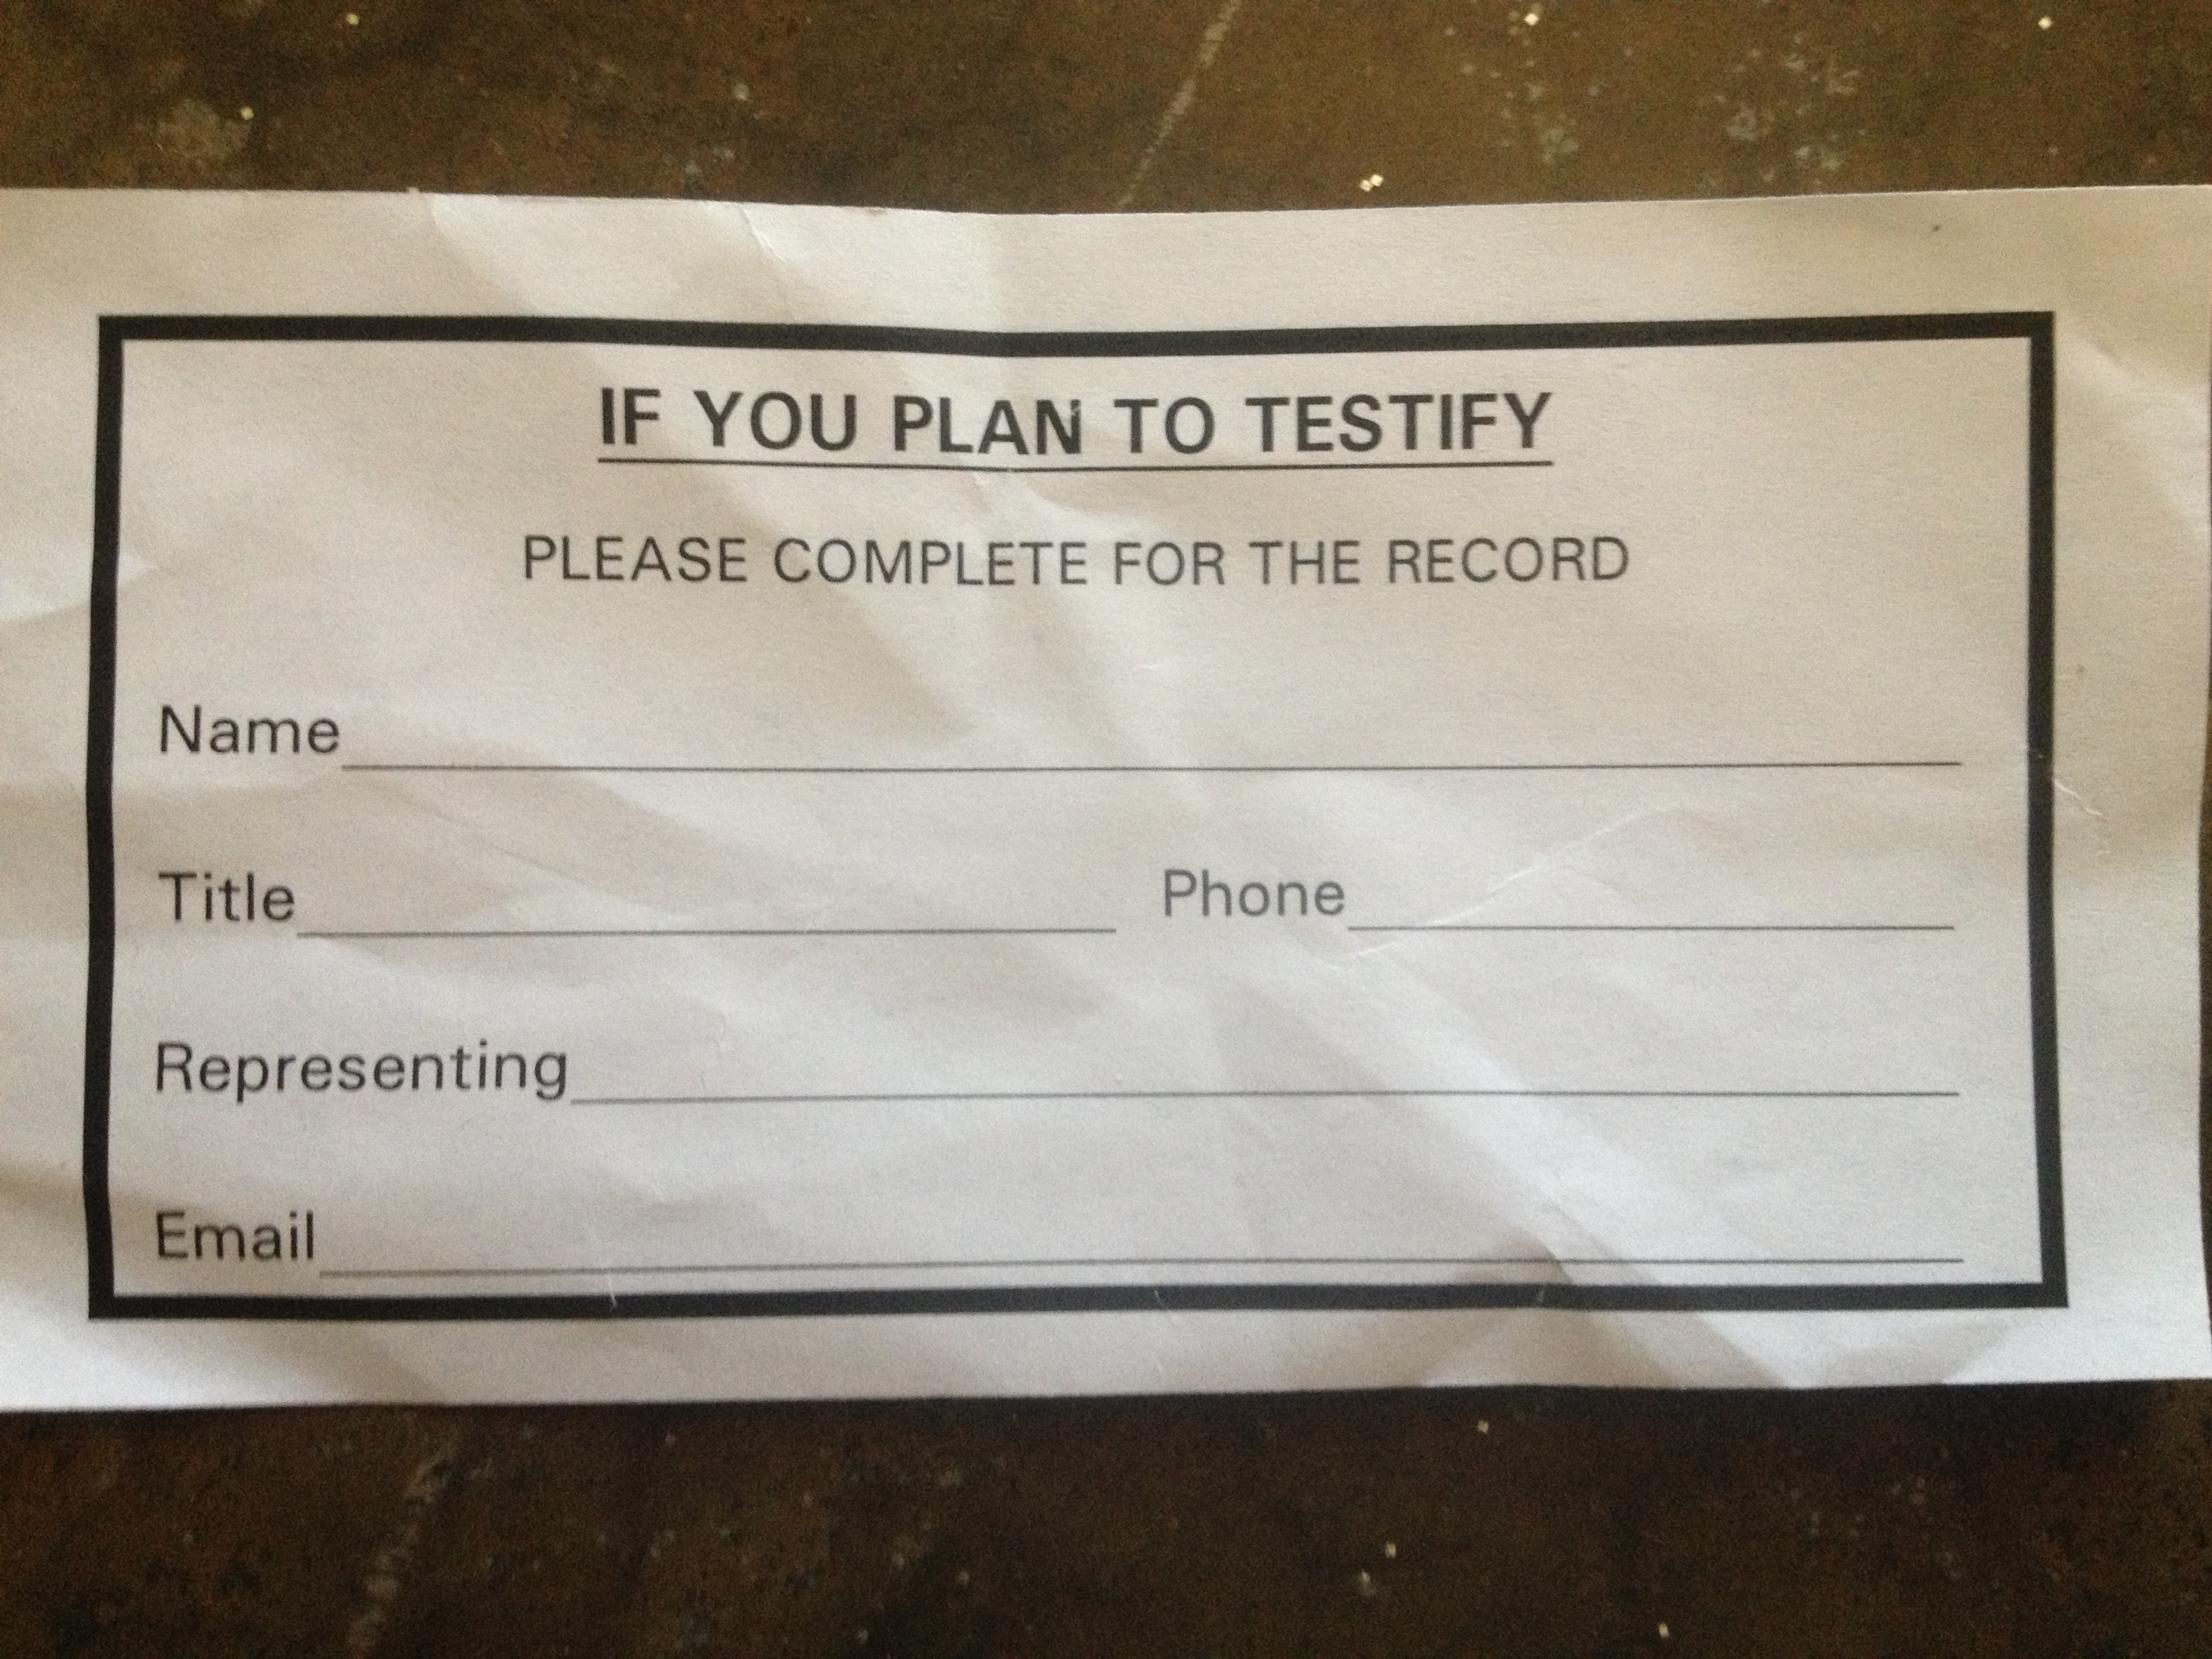 IF YOU PLAN TO TESTIFY
PLEASE COMPLETE FOR THE RECORD
Name
Title Phone
Representing
Email